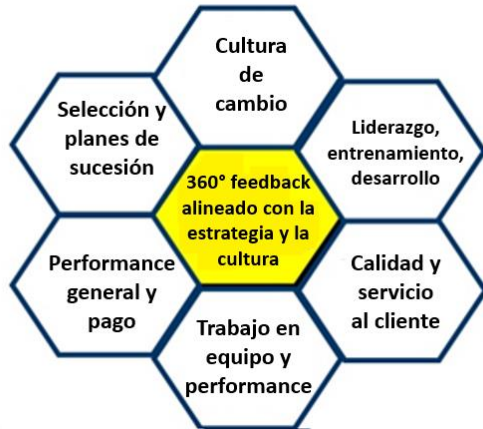 Cultura
de
cambio
Selección y
planes de
sucesión
Liderazgo,
entrenamiento,
desarrollo
360° feedback
alineado con la
estrategia y la
cultura
Performance
general y
pago
Calidad y
servicio
al cliente
Trabajo en
equipo y
performance